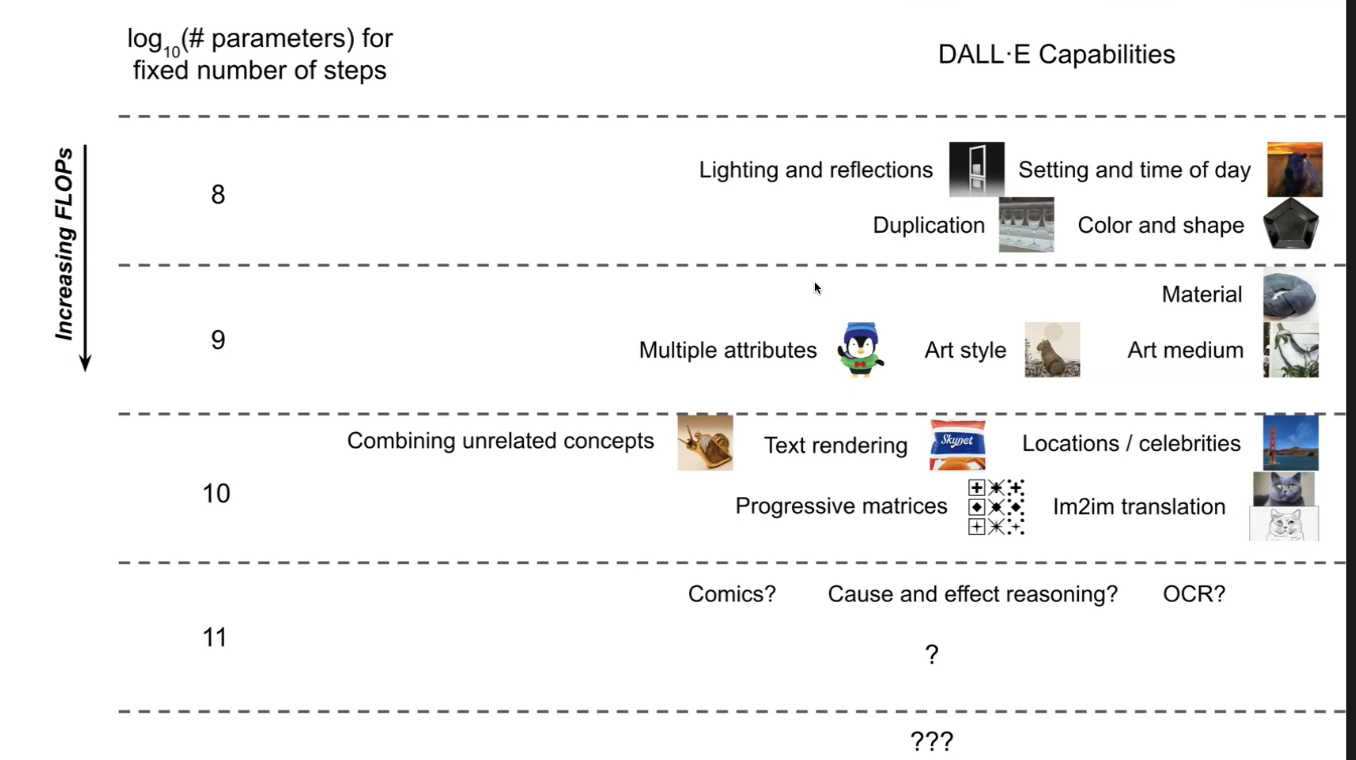 log10(# parameters) for
fixed number of steps
DALL·E Capabilities
Increasing FLOPs
8
Lighting and reflections
Setting and time of day
Duplication
Color and shape
9
Material
Multiple attributes
Art style
Art medium
10
Combining unrelated concepts
Text rendering
Skynet
Locations / celebrities
Progressive matrices
Im2im translation
11
Comics?
Cause and effect reasoning?
OCR?
?
???